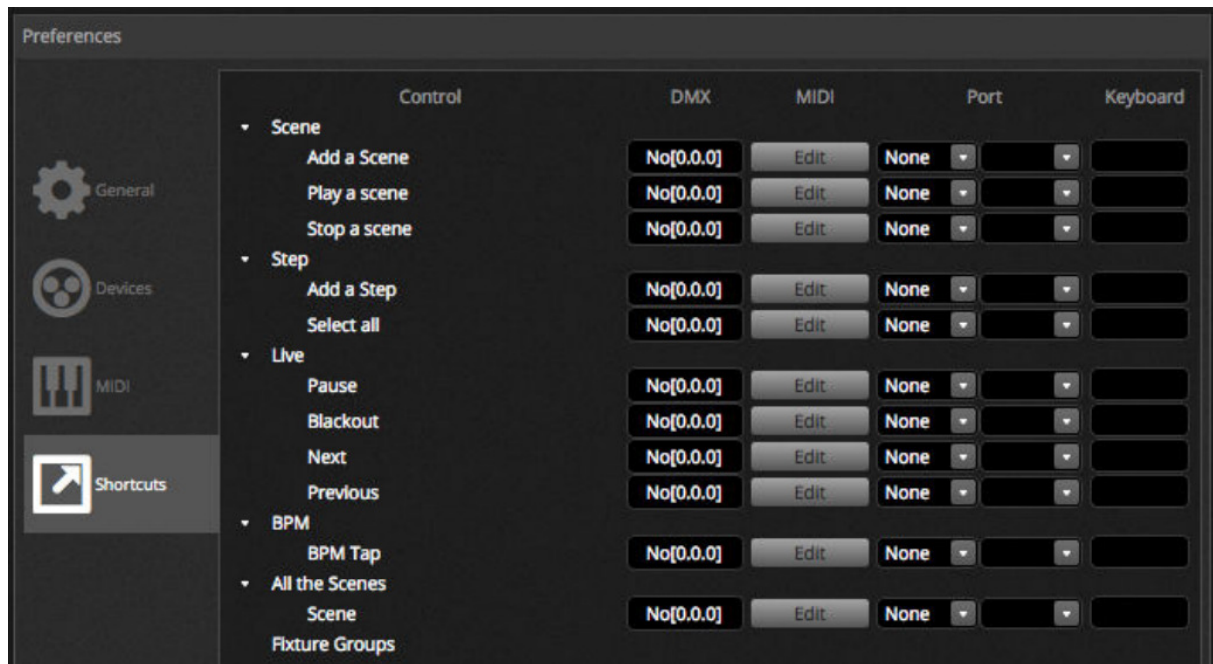 Preferences
Control DMX MIDI Port Keyboard
Scene
Add a Scene No[0.0.0] Edit None
General
Play a scene No[0.0.0] Edit None
Stop a scene No[0.0.0] Edit None
Step
Devices
Add a Step No[0.0.0] Edit None
Select all No[0.0.0] Edit None
Live
MIDI
Pause No[0.0.0] Edit None
Blackout No[0.0.0] Edit None
Next No[0.0.0] Edit None
Shortcuts
Previous No[0.0.0] Edit None
BPM
BPM Tap No[0.0.0] Edit None
All the Scenes
Scene No[0.0.0] Edit None
Fixture Groups